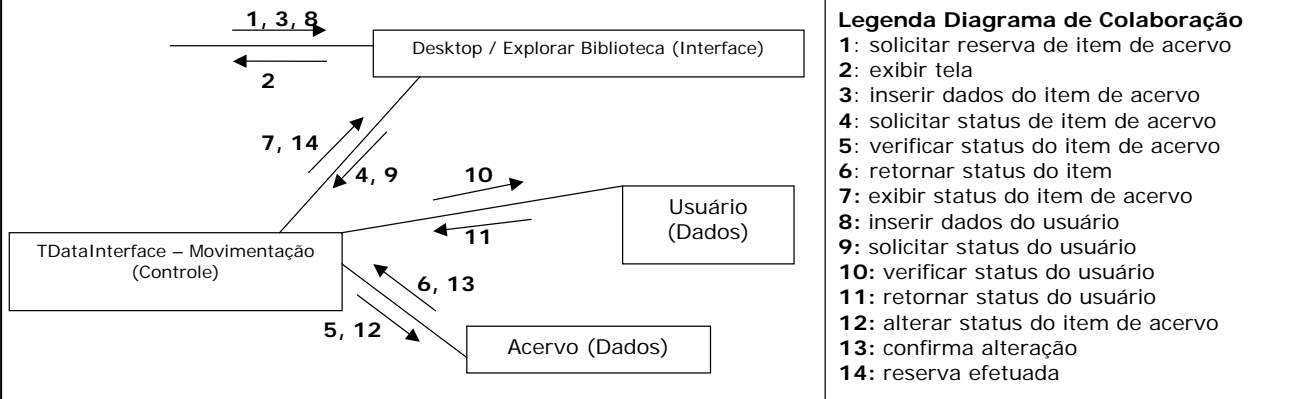 1, 3, 8
Desktop / Explorar Biblioteca (Interface)
2
7, 14
4, 9
10
Usuário
(Dados)
11
TDataInterface – Movimentação
(Controle)
6, 13
5, 12
Acervo (Dados)
Legenda Diagrama de Colaboração
1: solicitar reserva de item de acervo
2: exibir tela
3: inserir dados do item de acervo
4: solicitar status de item de acervo
5: verificar status do item de acervo
6: retornar status do item
7: exibir status do item de acervo
8: inserir dados do usuário
9: solicitar status do usuário
10: verificar status do usuário
11: retornar status do usuário
12: alterar status do item de acervo
13: confirma alteração
14: reserva efetuada